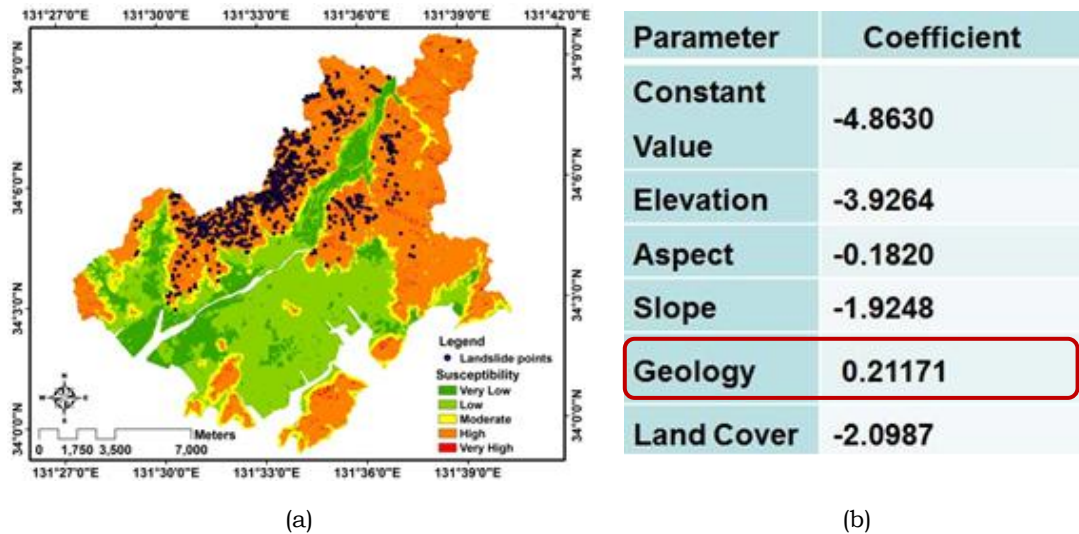 131°27'0"E 131°30'0"E 131°33'0"E 131°36'0"E 131°39'0"E 131°42'0"E
34°9'0"N
34°6'0"N
34°3'0"N
34°0'0"N
34°9'0"N
34°6'0"N
34°3'0"N
34°0'0"N
Legend
Landslide points
Susceptibility
Very Low
Low
Moderate
High
Very High
Meters
0 1,750 3,500 7,000
131°27'0"E 131°30'0"E 131°33'0"E 131°36'0"E 131°39'0"E
(a)
Parameter Coefficient
Constant
Value -4.8630
Elevation -3.9264
Aspect -0.1820
Slope -1.9248
Geology 0.21171
Land Cover -2.0987
(b)